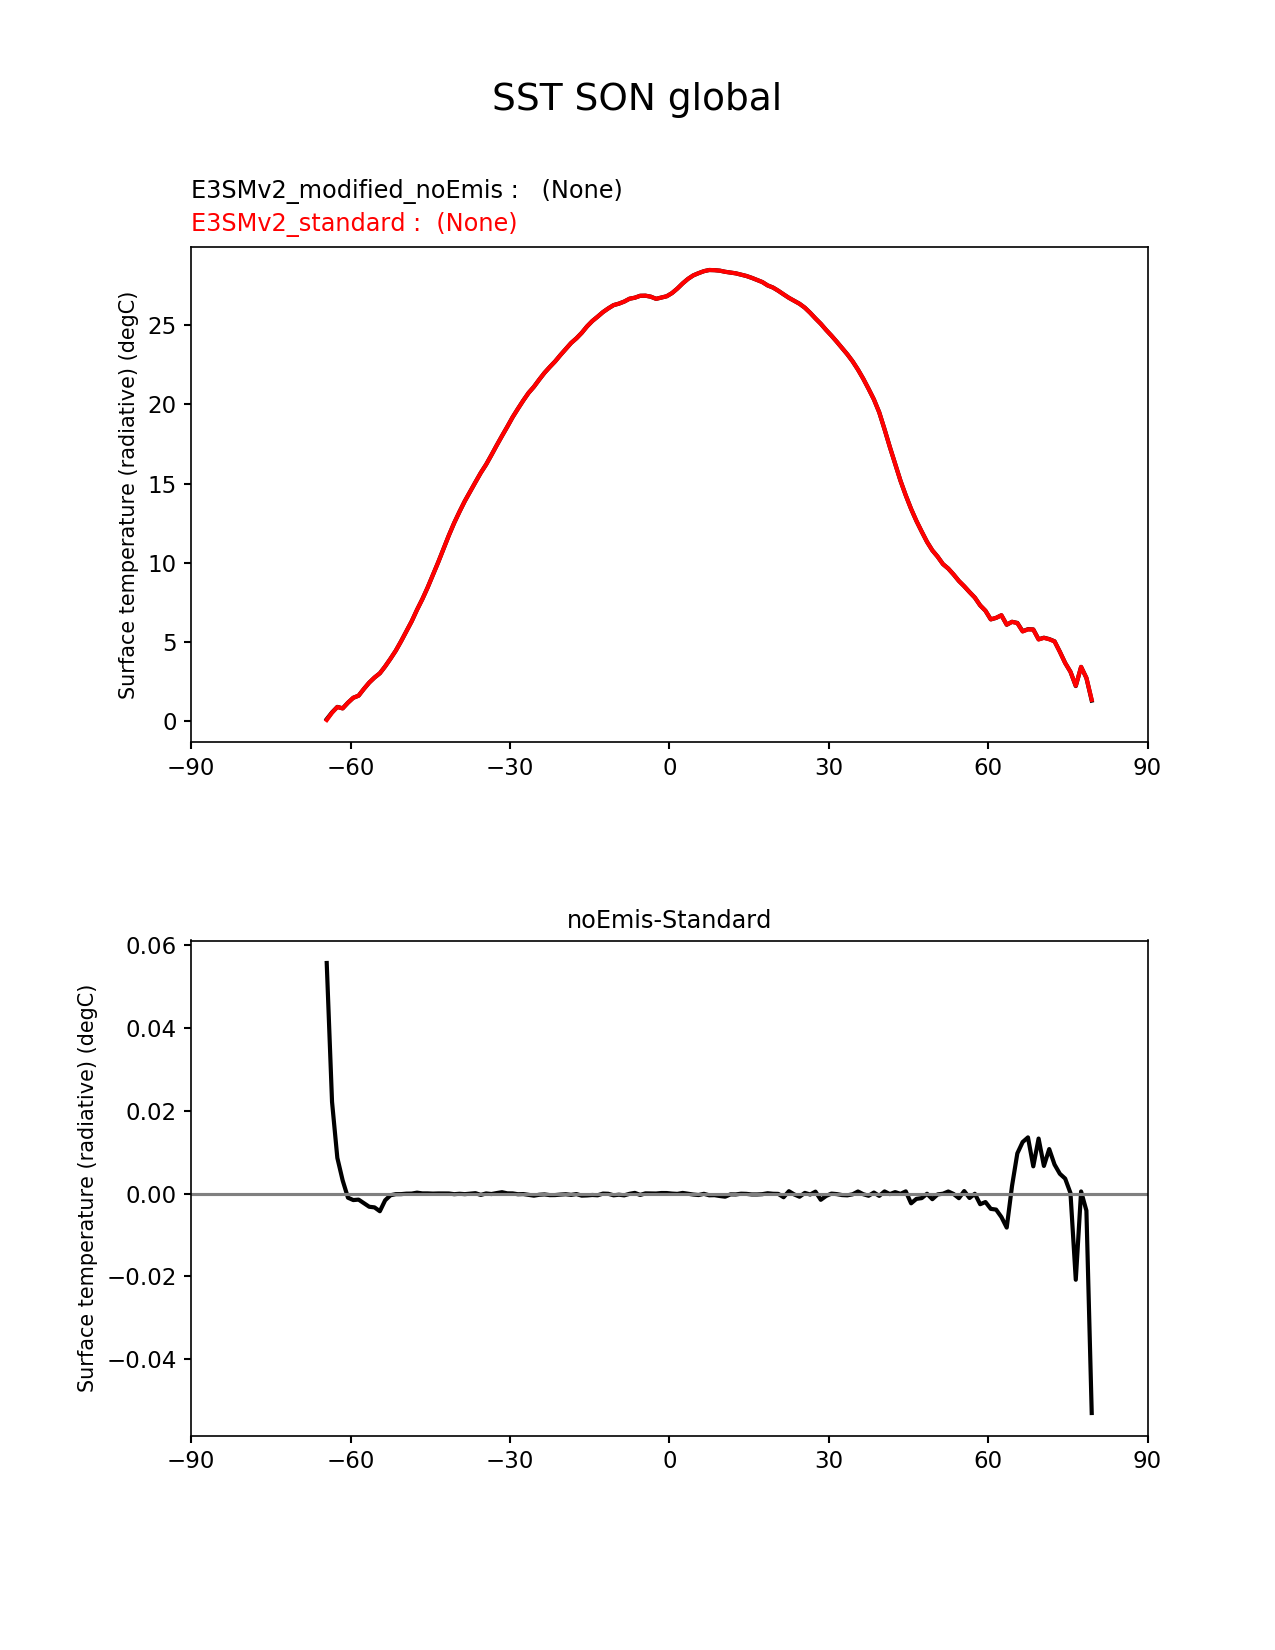 SST SON global
E3SMv2_modified_noEmis :   (None)
E3SMv2_standard :  (None)
Surface temperature (radiative) (degC)
25
20
15
10
5
0
−90 −60 −30 0 30 60 90
noEmis-Standard
Surface temperature (radiative) (degC)
0.06
0.04
0.02
0.00
−0.02
−0.04
−90 −60 −30 0 30 60 90